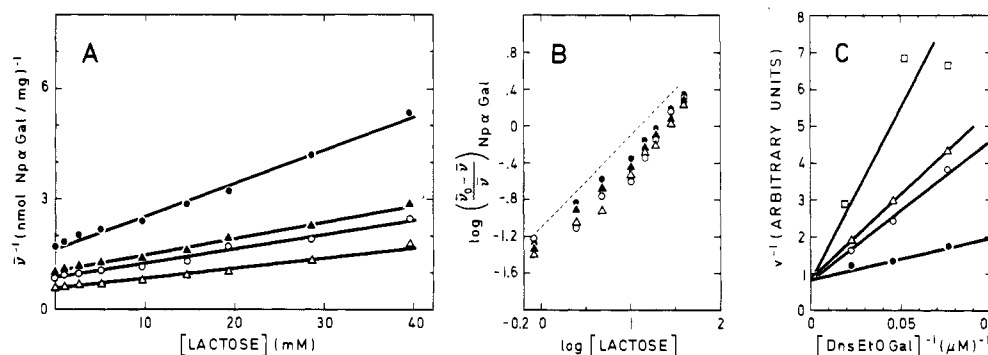 A
ν̄⁻¹ (nmol Np α Gal / mg)⁻¹
6
3
0
0 10 20 30 40
[LACTOSE] (mM)
B
log (ν̄₀ - ν̄ / ν̄) Np α Gal
.8
.4
0
-.4
-.8
-1.2
-1.6
-0.2 0 1 2
log [LACTOSE]
C
v⁻¹ (ARBITRARY UNITS)
8
7
6
5
4
3
2
1
0
0 0.05 0.
[DnsEtOGal]⁻¹ (μM)⁻¹